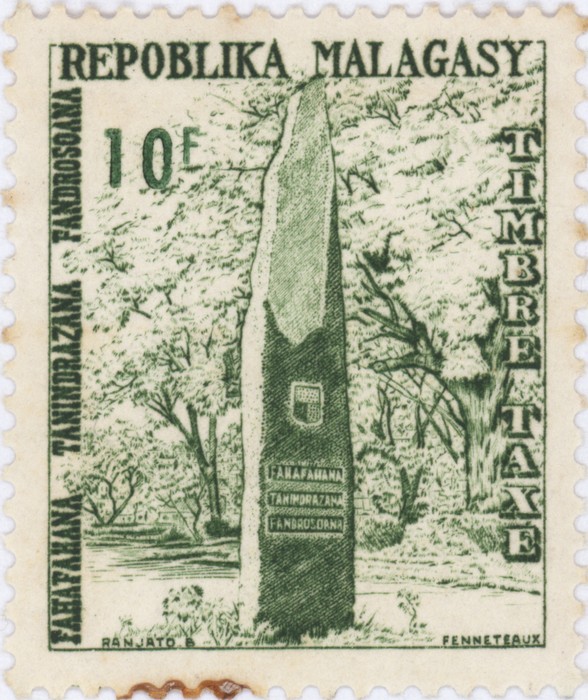 REPOBLIKA MALAGASY
10F
FAHAFAHANA TANINDRAZANA FANDROSOANA
TIMBRE TAXE
FAHAFAHANA
TANINDRAZANA
FANDROSOANA
RANJATO B
FENNETEAUX